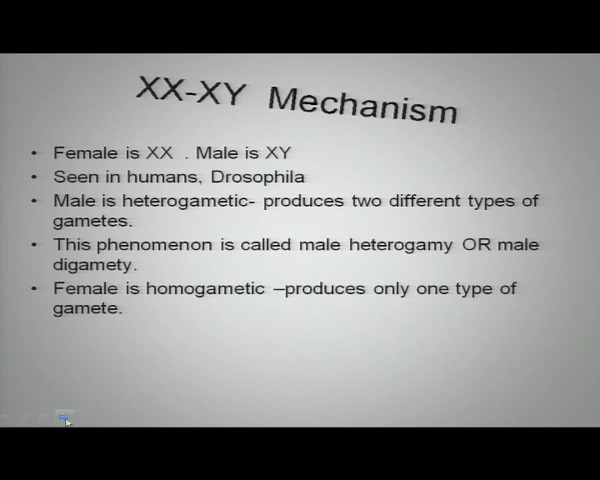 XX-XY Mechanism
• Female is XX . Male is XY
• Seen in humans, Drosophila
• Male is heterogametic- produces two different types of
gametes.
• This phenomenon is called male heterogamy OR male
digamety.
• Female is homogametic –produces only one type of
gamete.